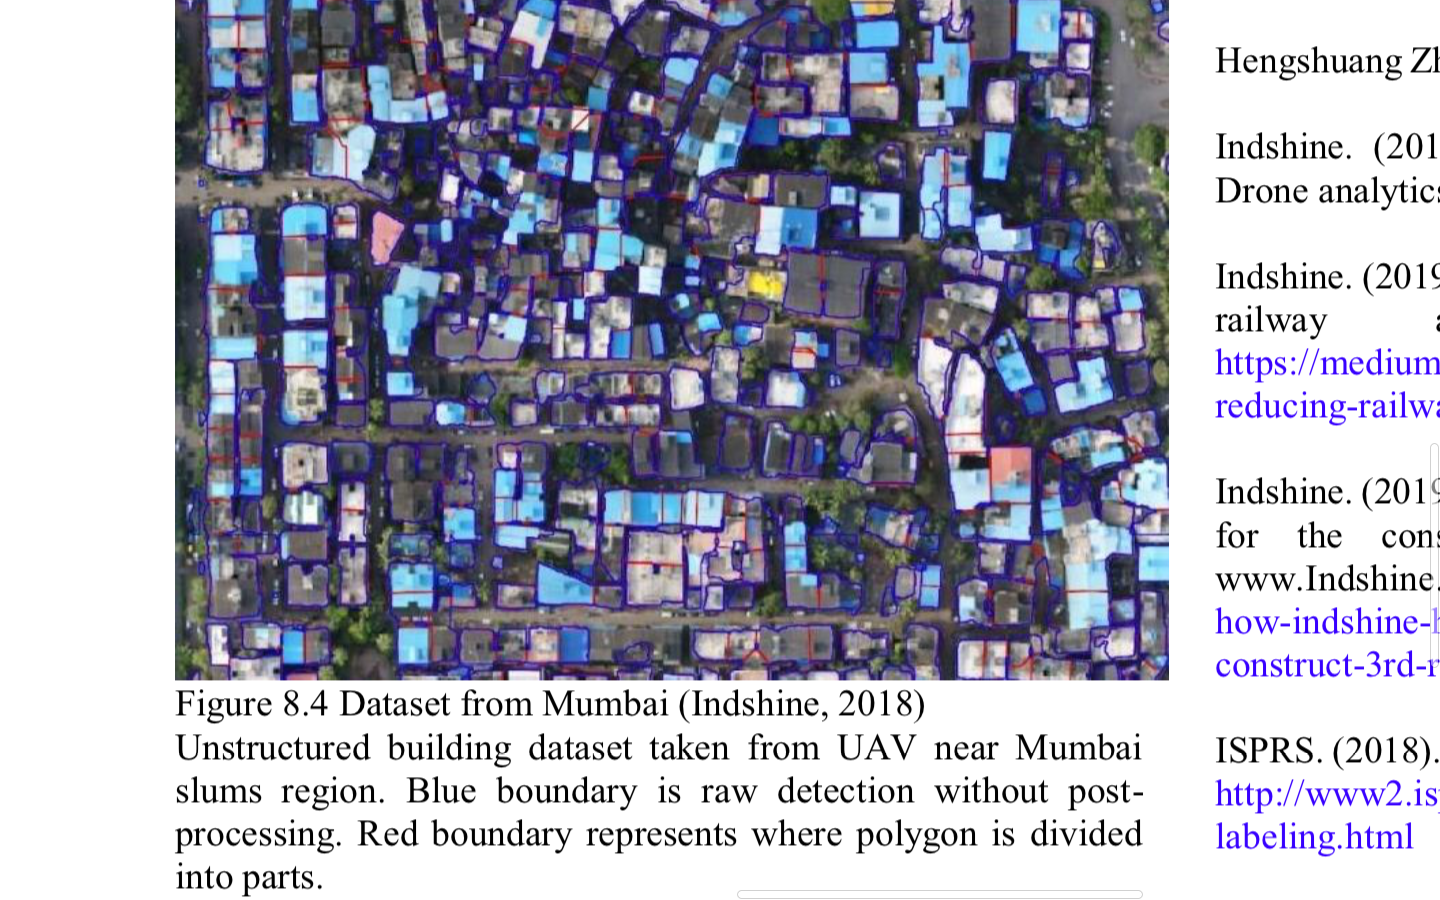 Figure 8.4 Dataset from Mumbai (Indshine, 2018)
Unstructured building dataset taken from UAV near Mumbai
slums region. Blue boundary is raw detection without post-
processing. Red boundary represents where polygon is divided
into parts.
Hengshuang
Indshine. (201
Drone analytics
Indshine. (2019
railway
https://medium
reducing-railwa
Indshine. (2019
for the cons
www.Indshine.
how-indshine-h
construct-3rd-r
ISPRS. (2018).
http://www2.is
labeling.html